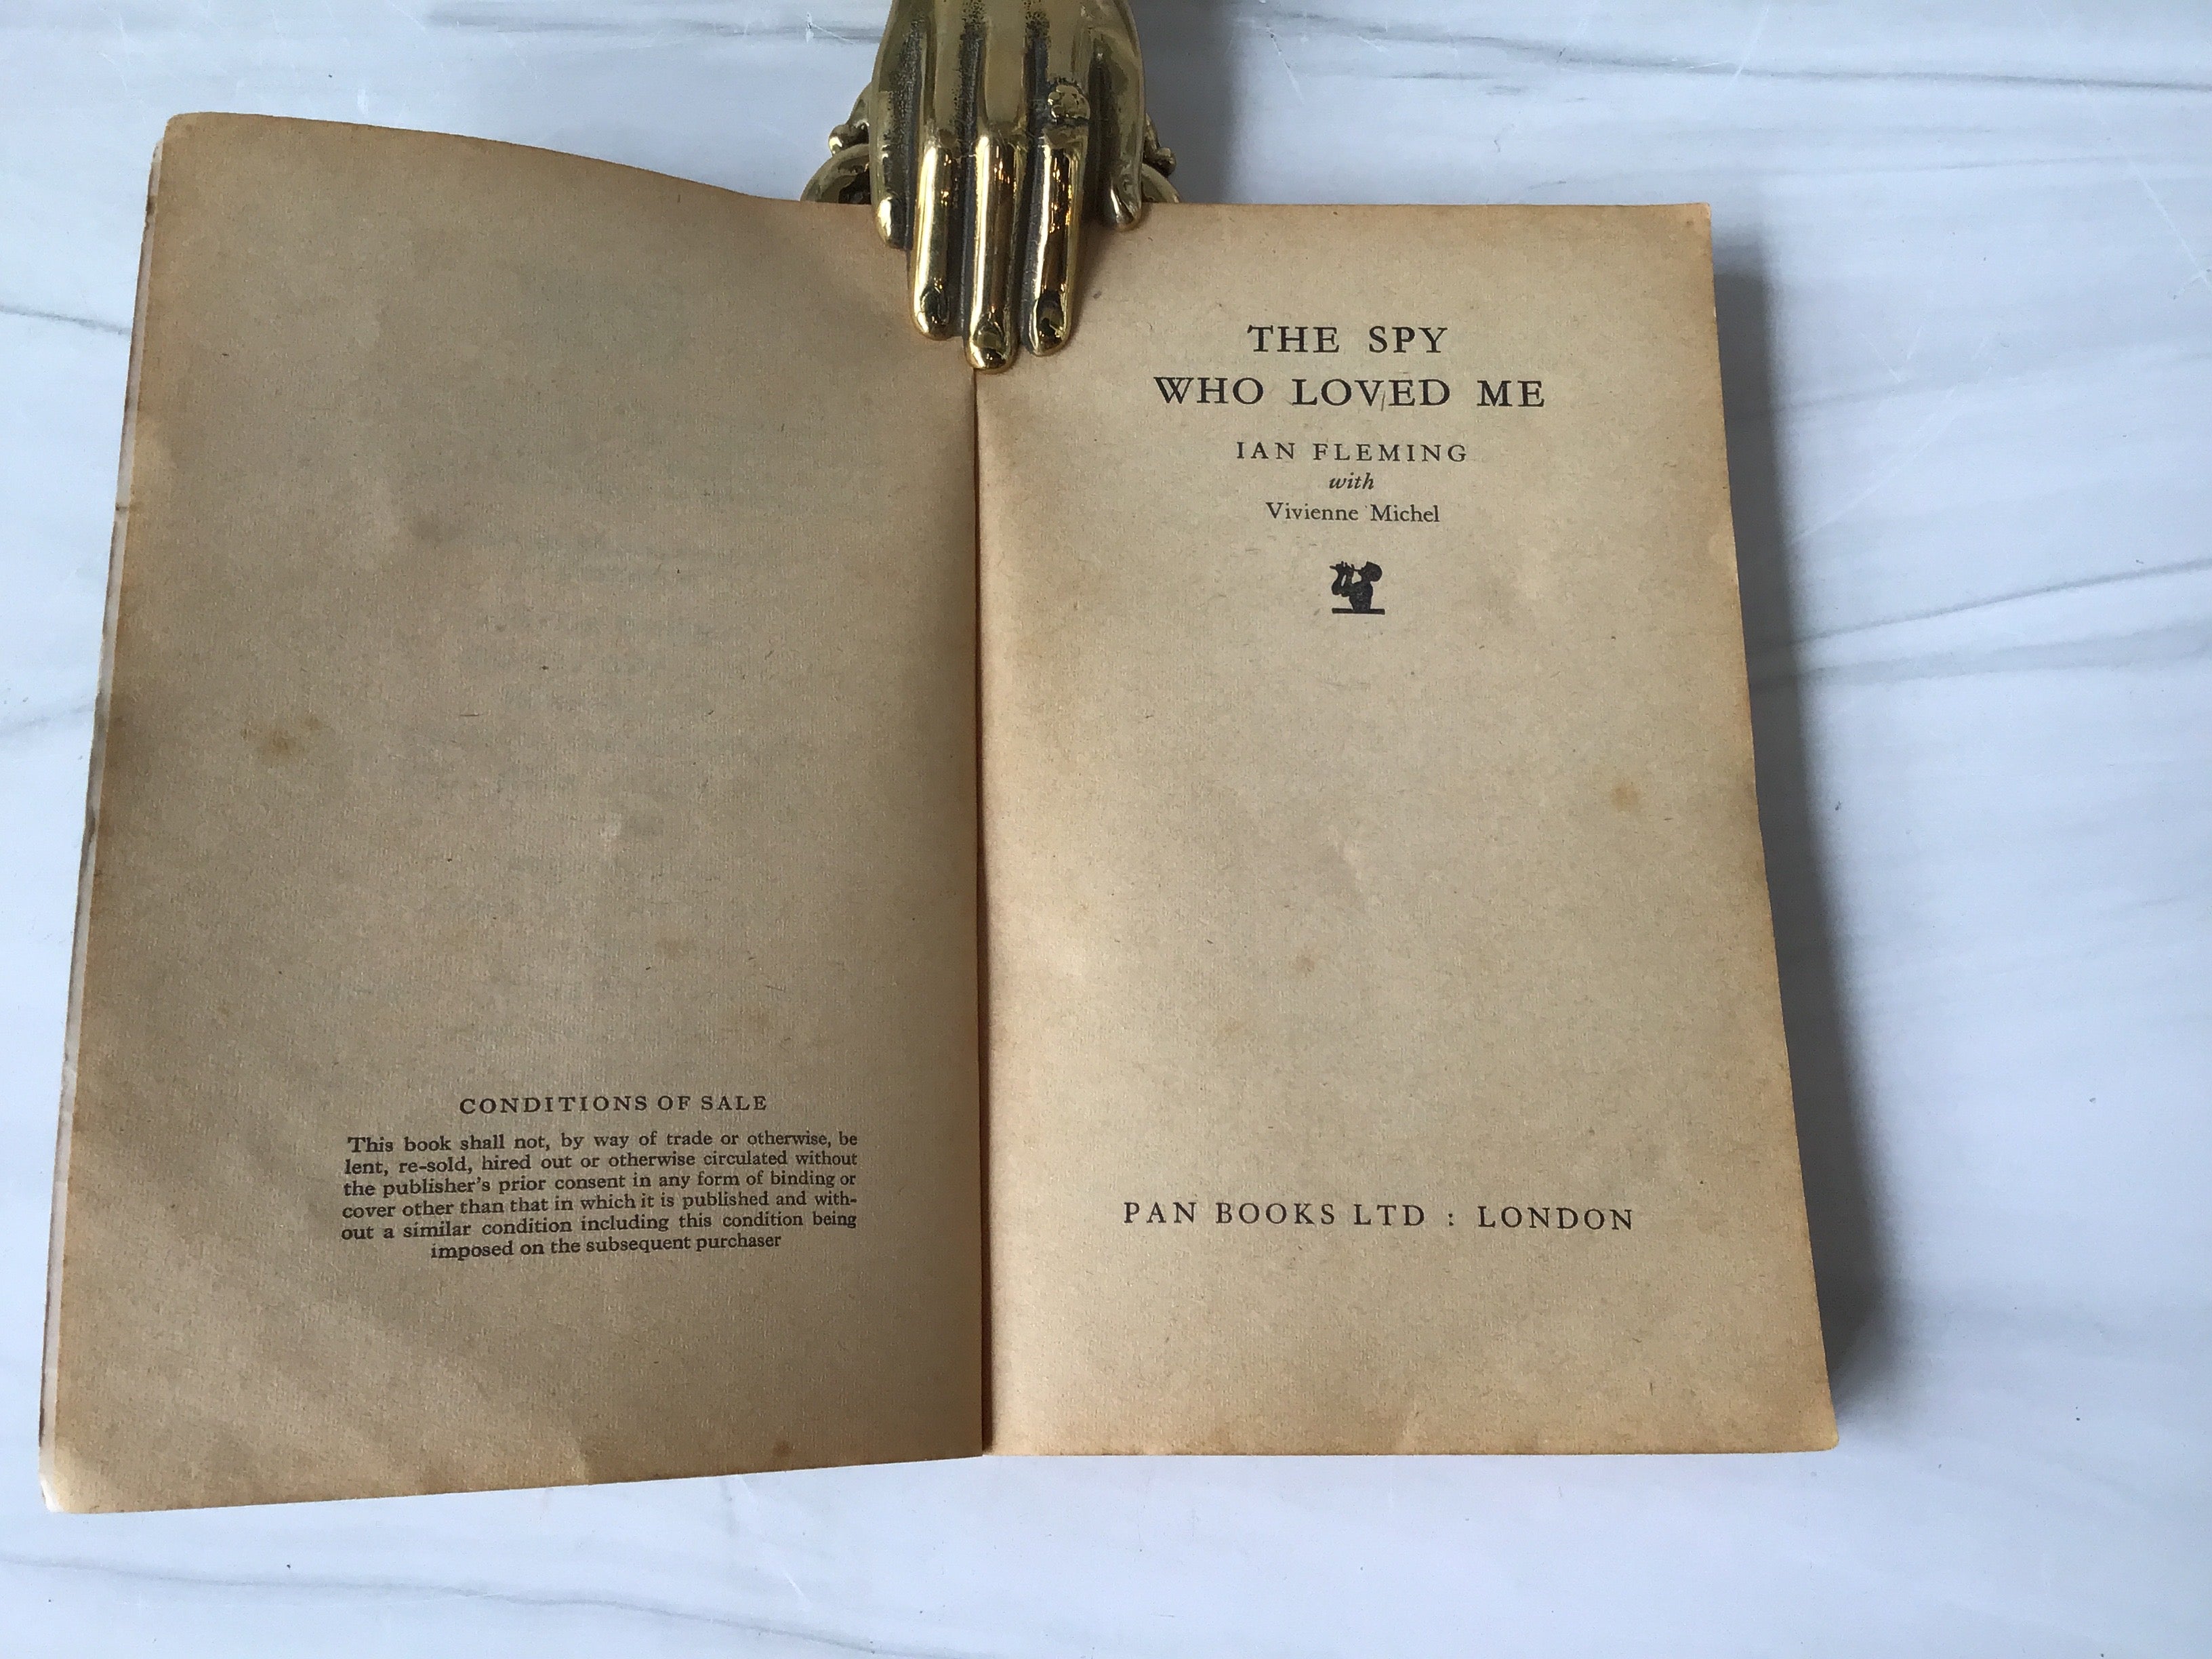 CONDITIONS OF SALE
This book shall not, by way of trade or otherwise, be
lent, re-sold, hired out or otherwise circulated without
the publisher's prior consent in any form of binding or
cover other than that in which it is published and with-
out a similar condition including this condition being
imposed on the subsequent purchaser
THE SPY
WHO LOVED ME
IAN FLEMING
with
Vivienne Michel
PAN BOOKS LTD : LONDON